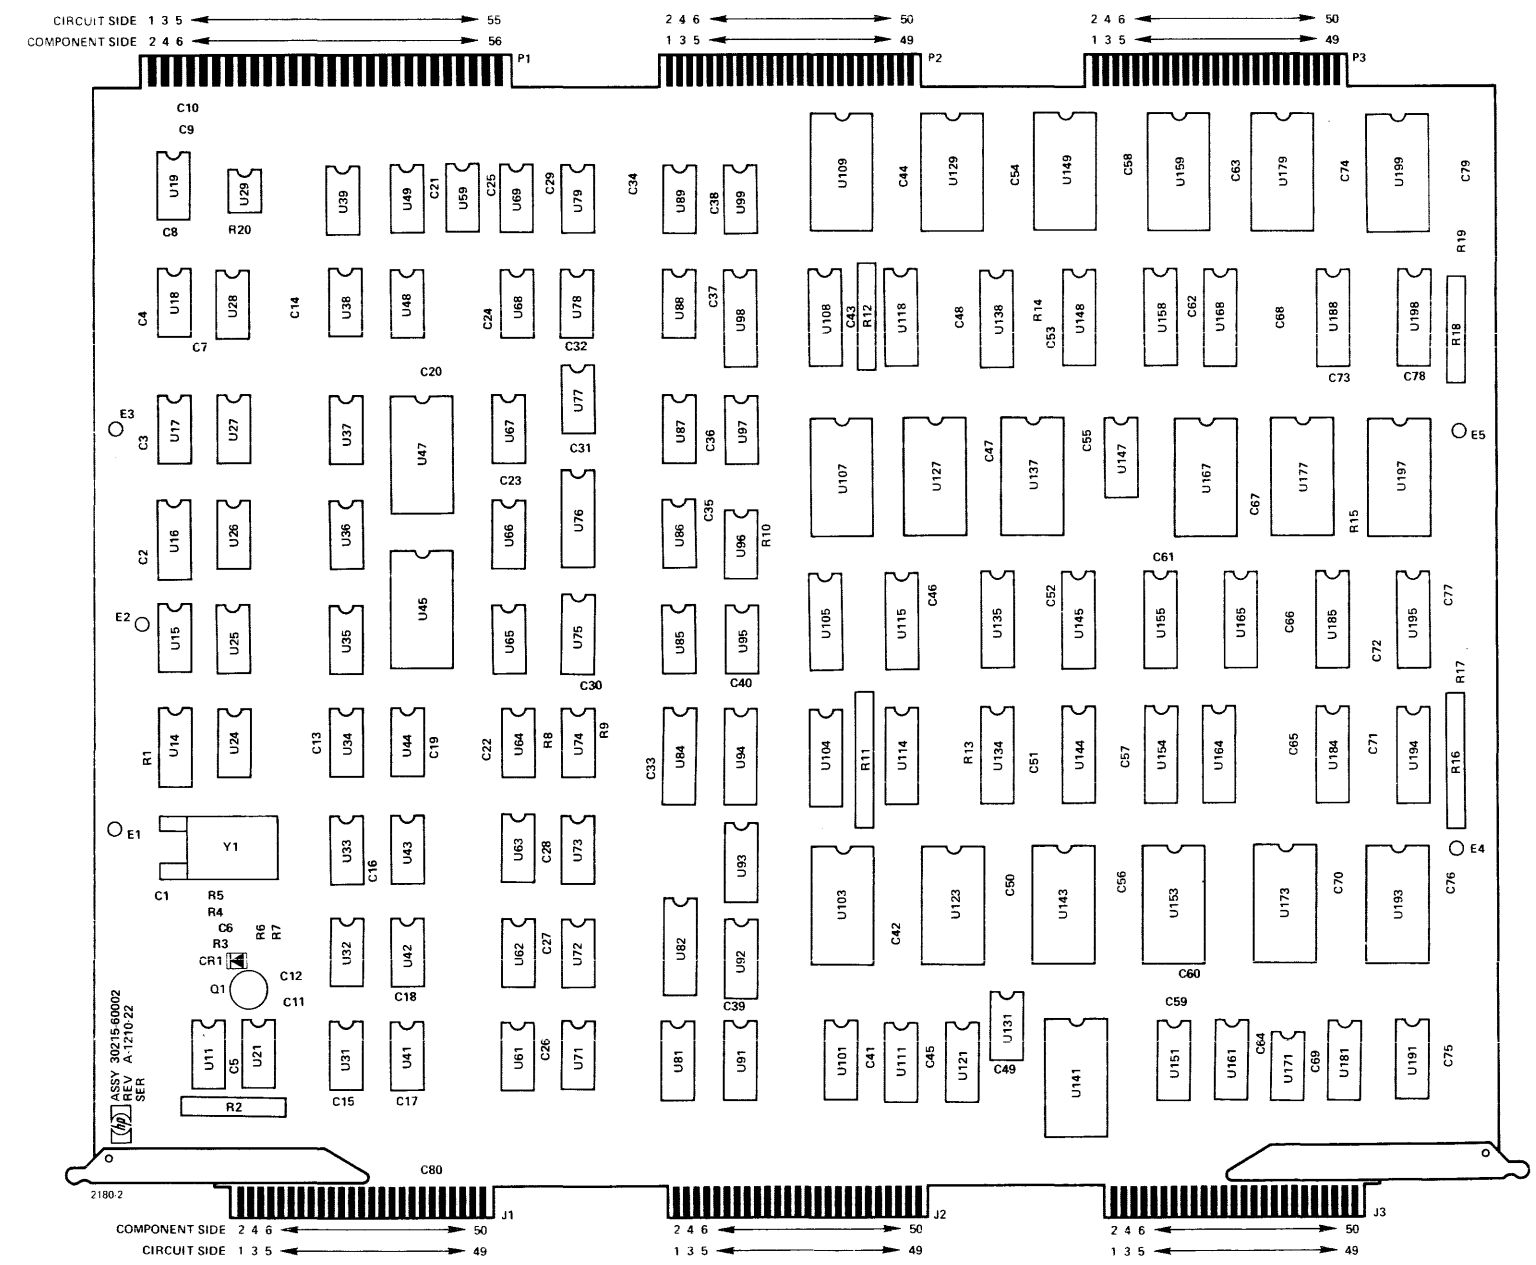 CIRCUIT SIDE 1 3 5 55 2 4 6 50 2 4 6 50
COMPONENT SIDE 2 4 6 56 1 3 5 49 1 3 5 49
P1 P2 P3
C10
C9
U19 U29 U39 U49 C21 U59 C25 U69 C29 U79 C34 U89 C38 U99 U109 C44 U129 C54 U149 C58 U159 C63 U179 C74 U199 C79
C8 R20 R19
C4 U18 U28 C14 U38 U48 C24 U68 U78 U88 C37 U98 U108 C43 R12 U118 C48 U138 R14 C53 U148 U158 C62 U168 C68 U188 U198 R18
C7 C32
C20 U77 C73 C78
E3 C3 U17 U27 U37 U47 U67 U87 C36 U97 U107 U127 C47 U137 C55 U147 U167 U177 U197 E5
C31
C23
C2 U16 U26 U36 U66 U76 U86 C35 U96 R10 C67 R15
C61
E2 U15 U25 U35 U45 U65 U75 U85 U95 U105 U115 C46 U135 C52 U145 U155 U165 C66 U185 C72 U195 C77
C30 C40 R17
R1 U14 U24 C13 U34 U44 C19 C22 U64 R8 U74 R9 C33 U84 U94 U104 R11 U114 R13 U134 C51 U144 C57 U154 U164 C65 U184 C71 U194 R16
E1 Y1 U33 C16 U43 U63 C28 U73 U93 E4
C1 R5 U103 U123 C50 U143 C56 U153 U173 C70 U193 C76
R4
C6 R6 R7
R3 U32 U42 U62 C27 U72 U82 U92 C42
CR1
C12 C60
Q1 C18
C11 C39 C59
ASSY 30215-60002
REV A-1210-22
SER
U11 C5 U21 U31 U41 U61 C26 U71 U81 U91 U101 C41 U111 C45 U121 U131 U141 U151 U161 C64 U171 C69 U181 U191 C75
C49
R2 C15 C17
hp
C80
2180-2
J1 J2 J3
COMPONENT SIDE 2 4 6 50 2 4 6 50 2 4 6 50
CIRCUIT SIDE 1 3 5 49 1 3 5 49 1 3 5 49